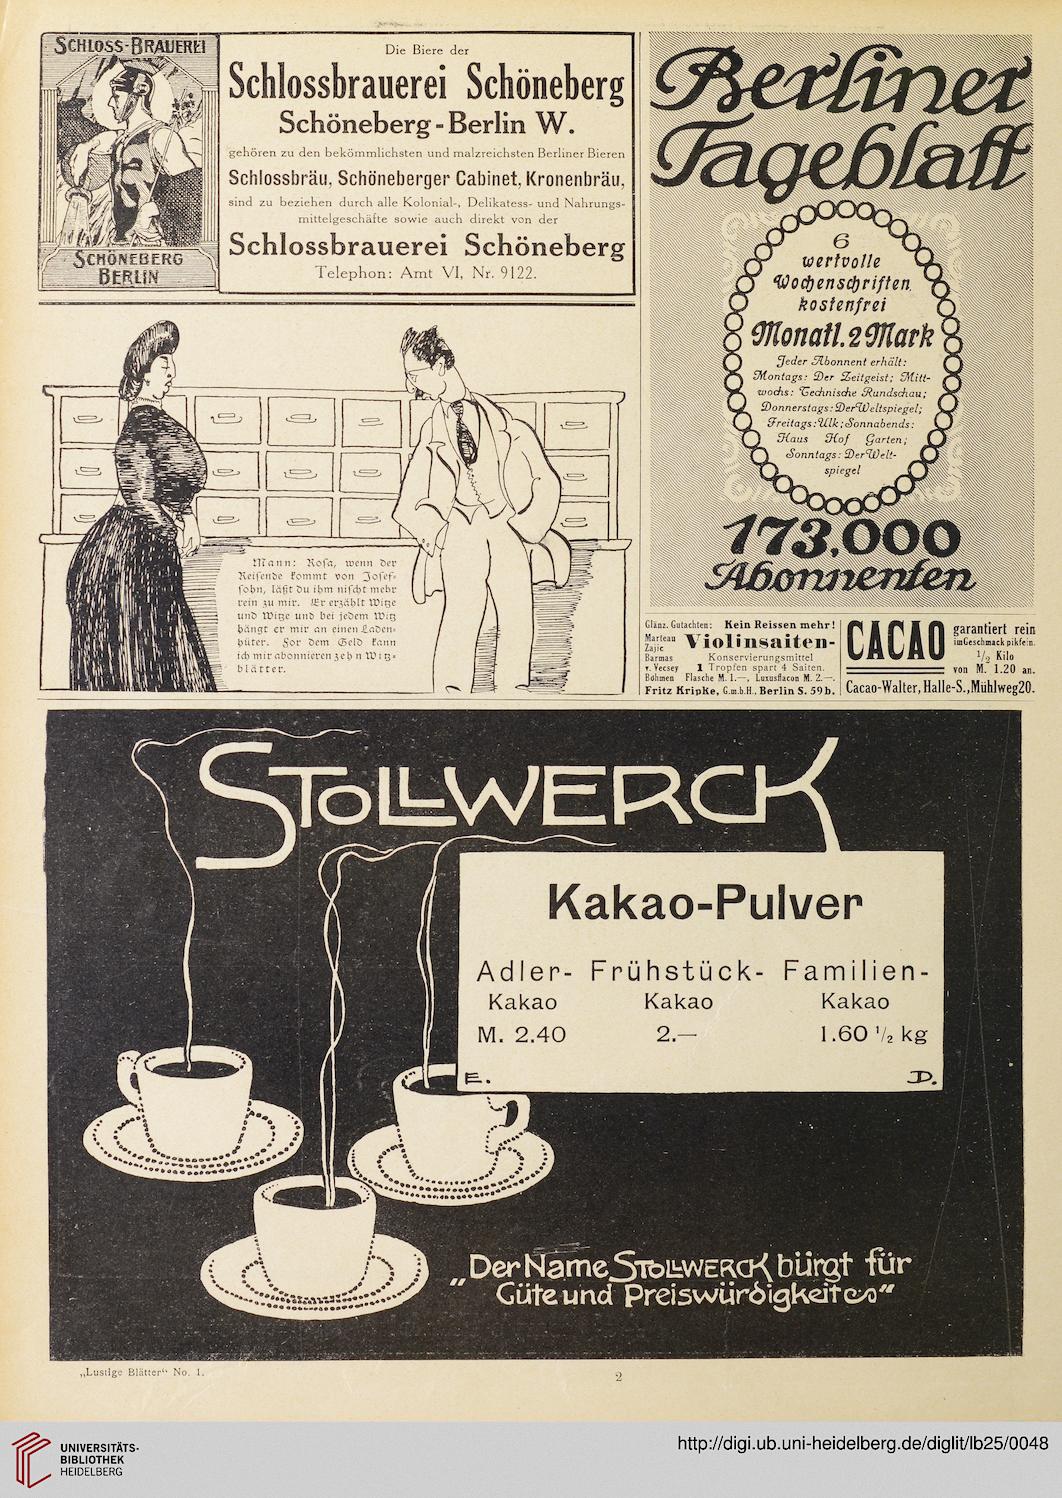 SCHLOSS-BRAUEREI
SCHÖNEBERG
BERLIN
Die Biere der
Schlossbrauerei Schöneberg
Schöneberg-Berlin W.
gehören zu den bekömmlichsten und malzreichsten Berliner Bieren
Schlossbräu, Schöneberger Cabinet, Kronenbräu,
sind zu beziehen durch alle Kolonial-, Delikatess- und Nahrungs-
mittelgeschäfte sowie auch direkt von der
Schlossbrauerei Schöneberg
Telephon: Amt VI, Nr. 9122.
Mann: Rosa, wenn der
Reisende kommt von Josef-
sohn, läßt du ihm nischt mehr
rein zu mir. Er erzählt Witze
und Witze und bei jedem Witz
hängt er mir an einen Laden-
hüter. For dem Geld kann
ich mir abonnieren zehn Witz-
blätter.
Berliner
Tageblatt
6
wertvolle
Wochenschriften
kostenfrei
Monatl. 2 Mark
Jeder Abonnent erhält:
Montags: Der Zeitgeist; Mitt-
wochs: Technische Rundschau;
Donnerstags: Der Weltspiegel;
Freitags: Ulk; Sonnabends:
Haus Hof Garten;
Sonntags: Der Welt-
spiegel
173.000
Abonnenten
Glänz. Gutachten: Kein Reissen mehr!
Marteau
Zajic
Barmas
v. Vecsey
Böhmen
Violinsaiten-
Konservierungsmittel
1 Tropfen spart 4 Saiten.
Flasche M. 1.—, Luxusflacon M. 2.—.
Fritz Kripke, G.m.b.H., Berlin S. 59b.
CACAO
garantiert rein
im Geschmack pikfein.
1/2 Kilo
von M. 1.20 an.
Cacao-Walter, Halle-S., Mühlweg 20.
STOLLWERCK
Kakao-Pulver
Adler- Frühstück- Familien-
Kakao Kakao Kakao
M. 2.40 2.— 1.60 1/2 kg
E. D.
„Der Name STOLLWERCK bürgt für
Güte und Preiswürdigkeit"
„Lustige Blätter“ No. 1.
2
UNIVERSITÄTS-
BIBLIOTHEK
HEIDELBERG
http://digi.ub.uni-heidelberg.de/diglit/lb25/0048